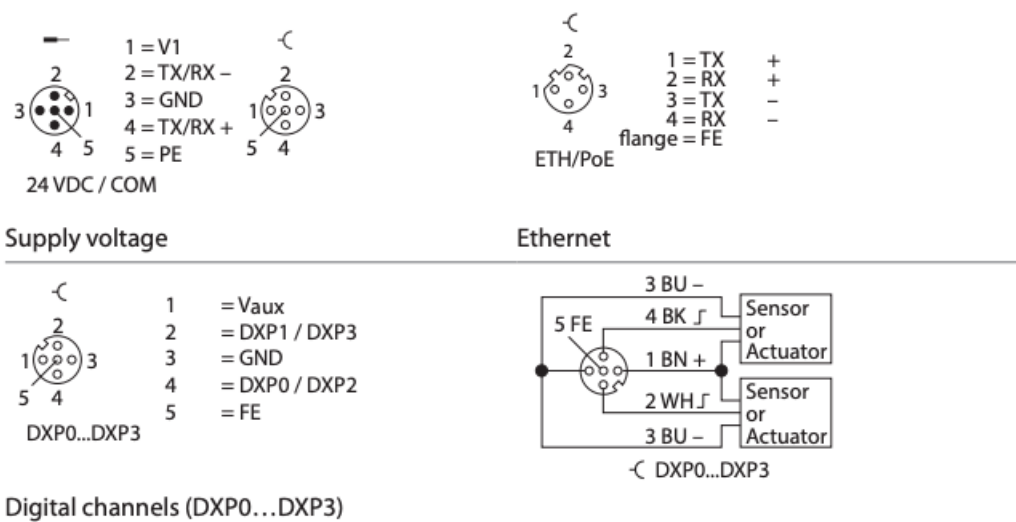 1 = V1
2 = TX/RX –
3 = GND
4 = TX/RX +
5 = PE
2
3 1
4 5
2
1 3
5 4
24 VDC / COM
Supply voltage
2
1 3
4
ETH/PoE
1 = TX +
2 = RX +
3 = TX –
4 = RX –
flange = FE
Ethernet
2
1 3
5 4
DXP0...DXP3
1 = Vaux
2 = DXP1 / DXP3
3 = GND
4 = DXP0 / DXP2
5 = FE
3 BU –
4 BK
5 FE
1 BN +
2 WH
3 BU –
Sensor
or
Actuator
Sensor
or
Actuator
DXP0...DXP3
Digital channels (DXP0…DXP3)